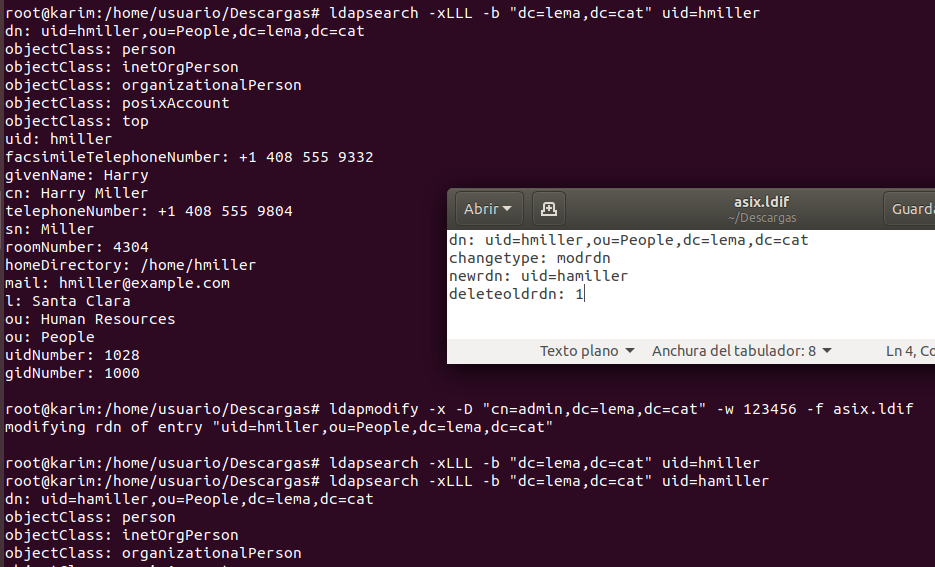 root@karim:/home/usuario/Descargas# ldapsearch -xLLL -b "dc=lema,dc=cat" uid=hmiller
dn: uid=hmiller,ou=People,dc=lema,dc=cat
objectClass: person
objectClass: inetOrgPerson
objectClass: organizationalPerson
objectClass: posixAccount
objectClass: top
uid: hmiller
facsimileTelephoneNumber: +1 408 555 9332
givenName: Harry
cn: Harry Miller
telephoneNumber: +1 408 555 9804
sn: Miller
roomNumber: 4304
homeDirectory: /home/hmiller
mail: hmiller@example.com
l: Santa Clara
ou: Human Resources
ou: People
uidNumber: 1028
gidNumber: 1000
Abrir
asix.ldif
~/Descargas
Guarda
dn: uid=hmiller,ou=People,dc=lema,dc=cat
changetype: modrdn
newrdn: uid=hamiller
deleteoldrdn: 1
Texto plano Anchura del tabulador: 8 Ln 4, Co
root@karim:/home/usuario/Descargas# ldapmodify -x -D "cn=admin,dc=lema,dc=cat" -w 123456 -f asix.ldif
modifying rdn of entry "uid=hmiller,ou=People,dc=lema,dc=cat"
root@karim:/home/usuario/Descargas# ldapsearch -xLLL -b "dc=lema,dc=cat" uid=hmiller
root@karim:/home/usuario/Descargas# ldapsearch -xLLL -b "dc=lema,dc=cat" uid=hamiller
dn: uid=hamiller,ou=People,dc=lema,dc=cat
objectClass: person
objectClass: inetOrgPerson
objectClass: organizationalPerson